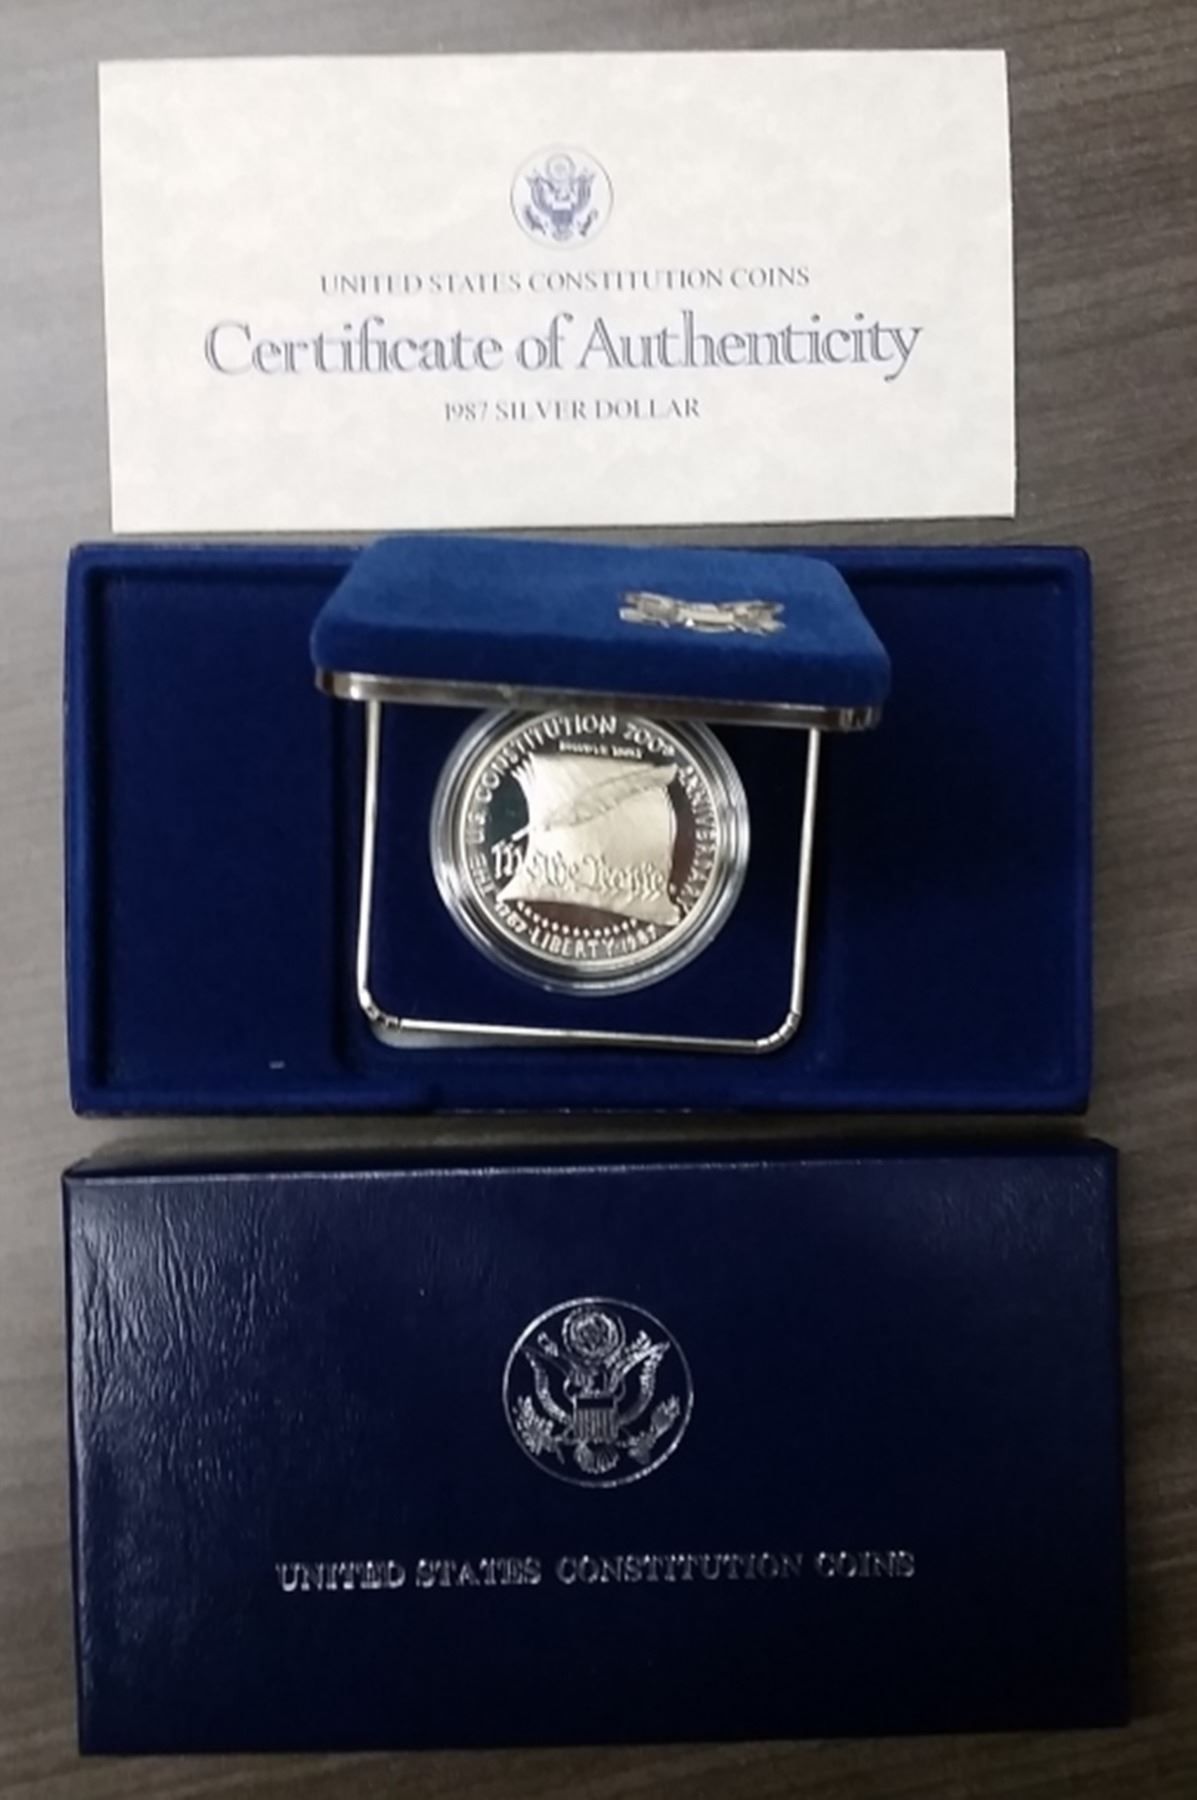 UNITED STATES CONSTITUTION COINS
Certificate of Authenticity
1987 SILVER DOLLAR
THE U.S. CONSTITUTION 200TH ANNIVERSARY
We the People
1787 LIBERTY 1987
UNITED STATES CONSTITUTION COINS